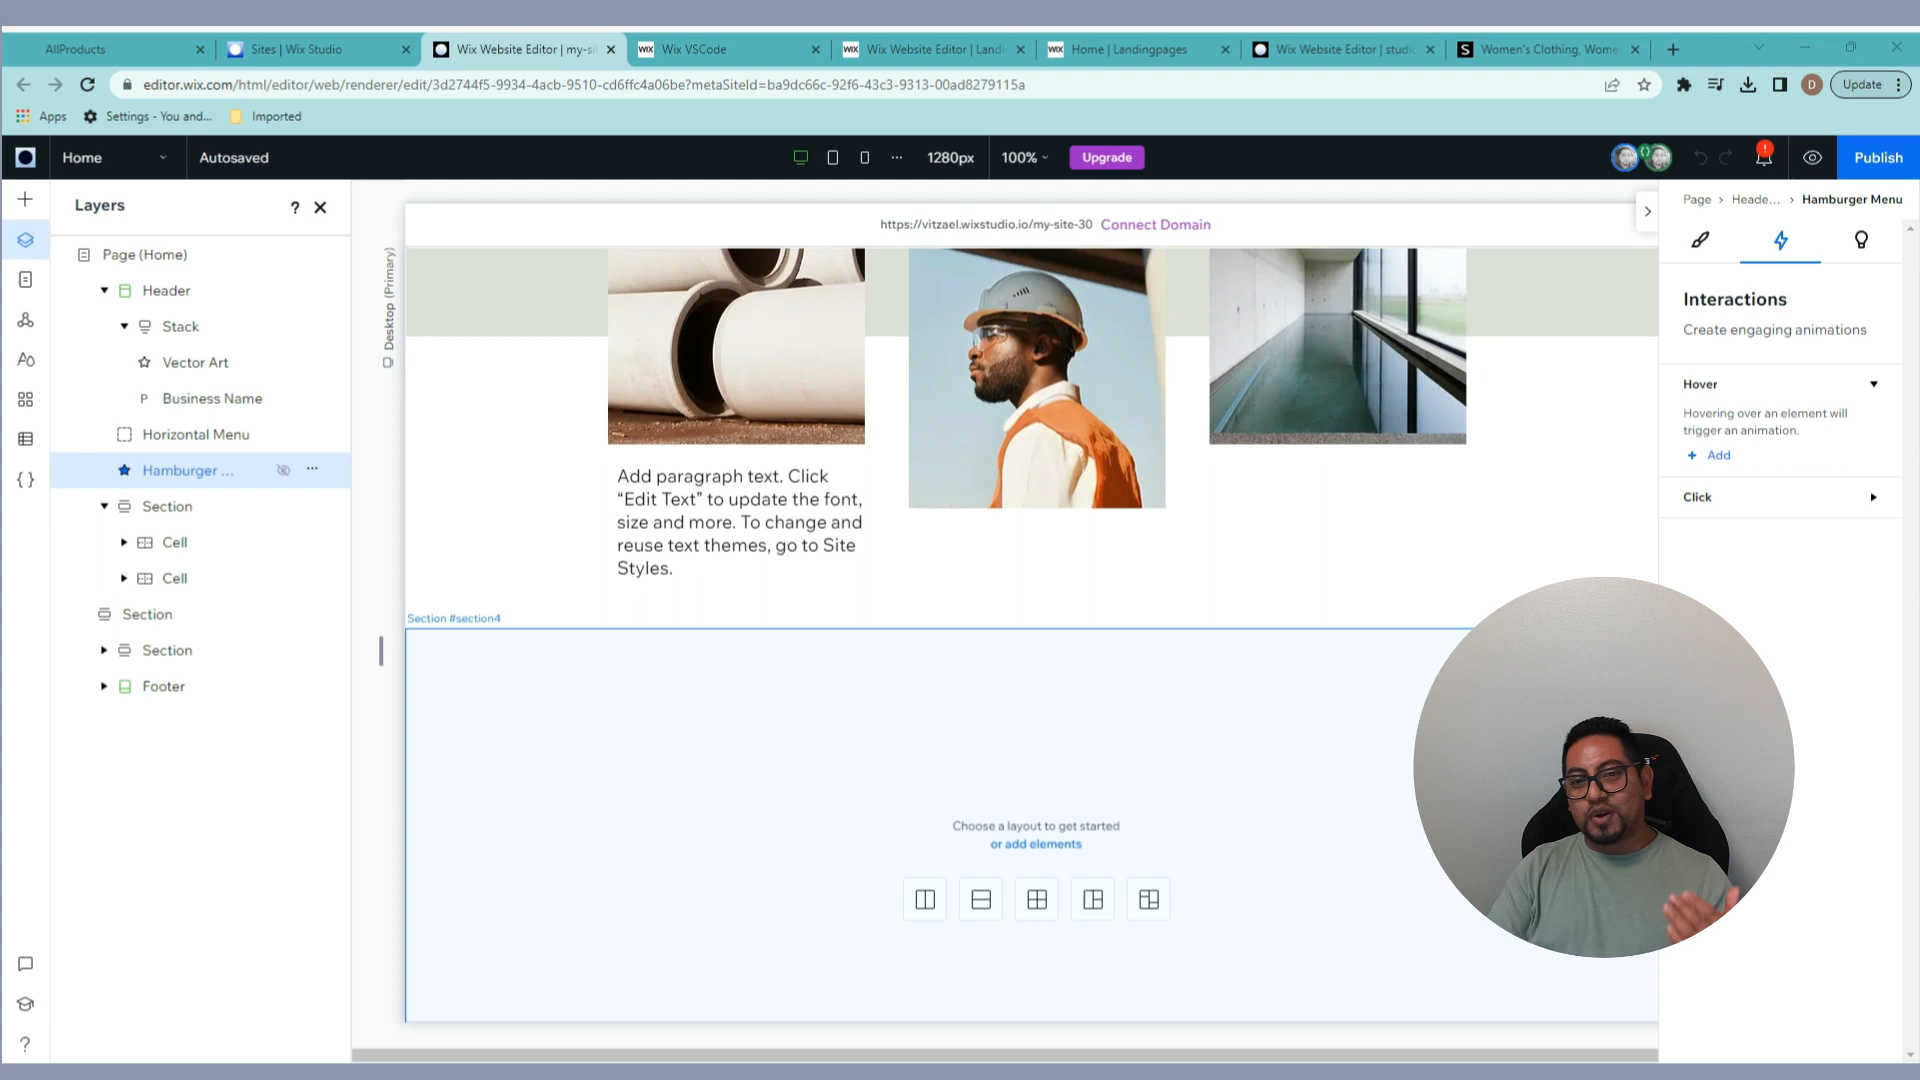 AllProducts
Sites | Wix Studio
Wix Website Editor | my-si
WIX Wix VSCode
WIX Wix Website Editor | Landi
WIX Home | Landingpages
Wix Website Editor | studi
S Women's Clothing, Wome
editor.wix.com/html/editor/web/renderer/edit/3d2744f5-9934-4acb-9510-cd6ffc4a06be?metaSiteId=ba9dc66c-92f6-43c3-9313-00ad8279115a
D
Update
Apps
Settings - You and...
Imported
Home
Autosaved
1280px
100%
Upgrade
Publish
Layers
?
Page (Home)
Header
Stack
Vector Art
P Business Name
Horizontal Menu
Hamburger ...
Section
Cell
Cell
Section
Section
Footer
?
Desktop (Primary)
https://vitzael.wixstudio.io/my-site-30 Connect Domain
Add paragraph text. Click
“Edit Text” to update the font,
size and more. To change and
reuse text themes, go to Site
Styles.
Section #section4
Choose a layout to get started
or add elements
Page > Heade... > Hamburger Menu
Interactions
Create engaging animations
Hover
Hovering over an element will
trigger an animation.
+ Add
Click